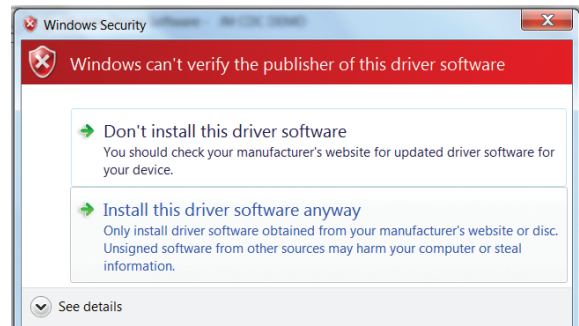 Windows Security
Windows can't verify the publisher of this driver software
Don't install this driver software
You should check your manufacturer's website for updated driver software for
your device.
Install this driver software anyway
Only install driver software obtained from your manufacturer's website or disc.
Unsigned software from other sources may harm your computer or steal
information.
See details